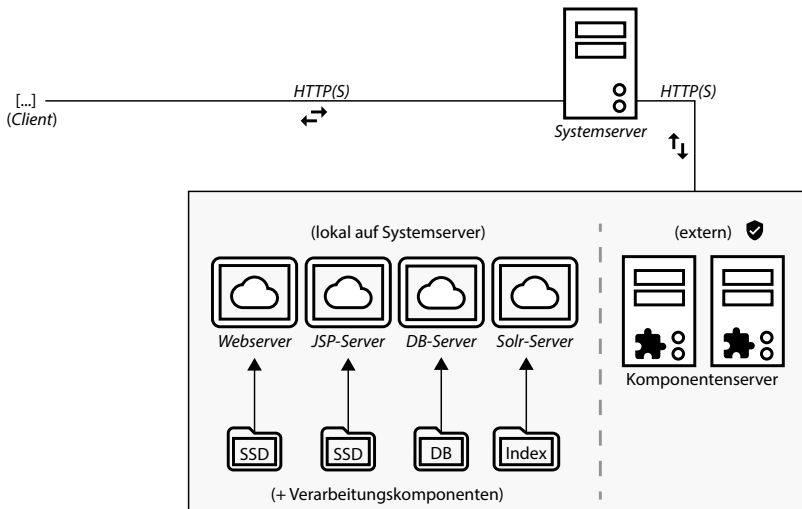 HTTP(S)
HTTP(S)
[...]
(Client)
Systemserver
(lokal auf Systemserver)
(extern)
Webserver
JSP-Server
DB-Server
Solr-Server
Komponentenserver
SSD
SSD
DB
Index
(+ Verarbeitungskomponenten)